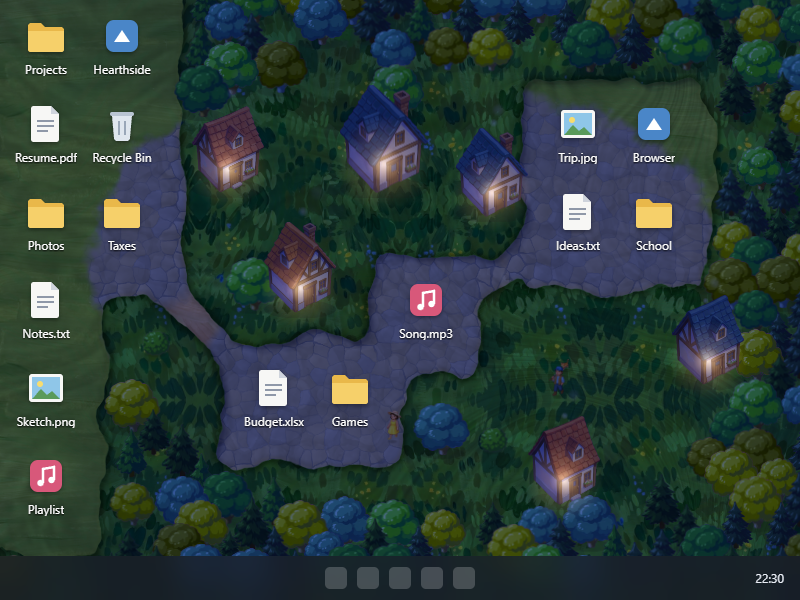 Projects
Hearthside
Resume.pdf
Recycle Bin
Trip.jpg
Browser
Photos
Taxes
Ideas.txt
School
Notes.txt
Song.mp3
Sketch.png
Budget.xlsx
Games
Playlist
22:30